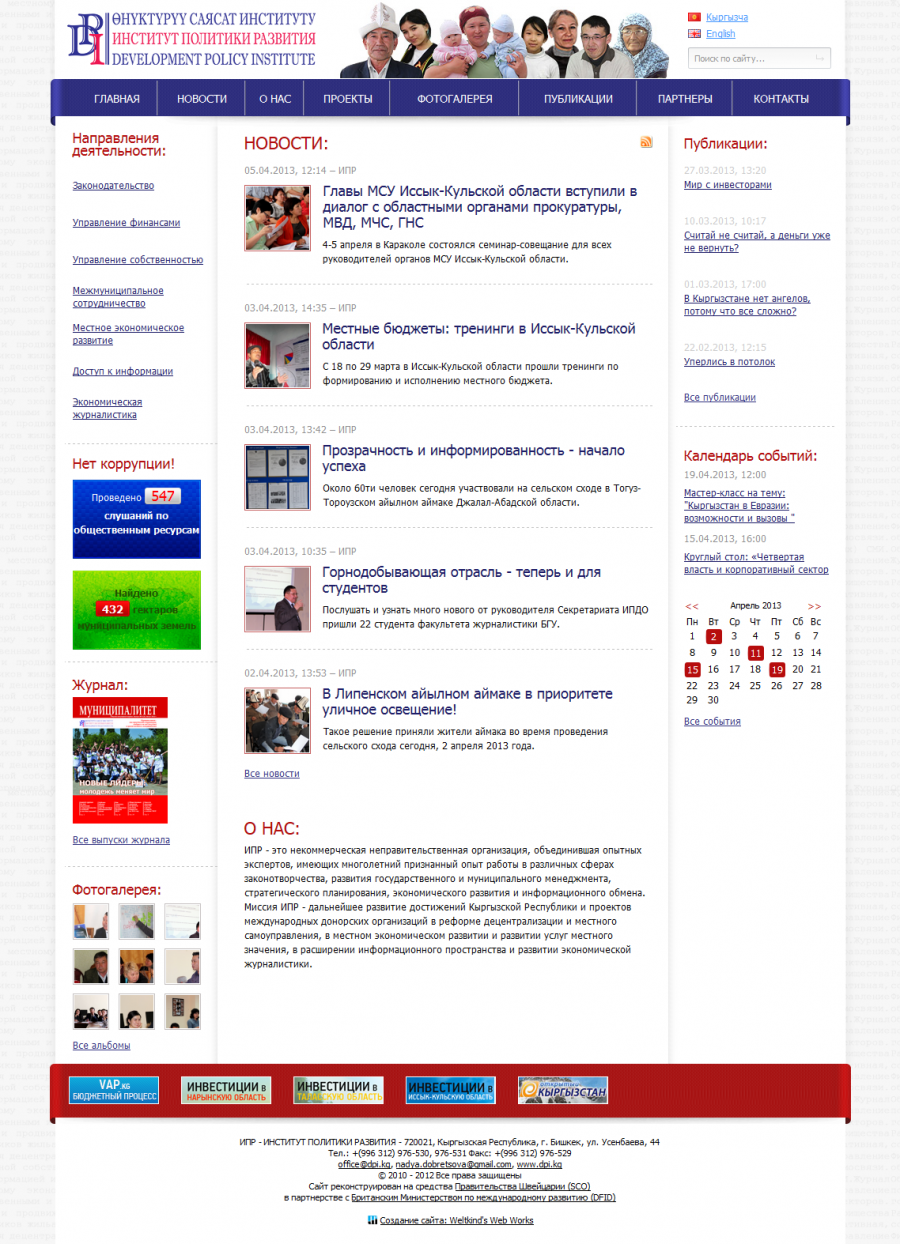 ӨНҮКТҮРҮҮ САЯСАТ ИНСТИТУТУ
ИНСТИТУТ ПОЛИТИКИ РАЗВИТИЯ
DEVELOPMENT POLICY INSTITUTE
DPI
Кыргызча
English
Поиск по сайту...
ГЛАВНАЯ НОВОСТИ О НАС ПРОЕКТЫ ФОТОГАЛЕРЕЯ ПУБЛИКАЦИИ ПАРТНЕРЫ КОНТАКТЫ
Направления
деятельности:
Законодательство
Управление финансами
Управление собственностью
Межмуниципальное
сотрудничество
Местное экономическое
развитие
Доступ к информации
Экономическая
журналистика
Нет коррупции!
Проведено 547
слушаний по
общественным ресурсам
Найдено
432 гектаров
муниципальных земель
Журнал:
МУНИЦИПАЛИТЕТ
НОВЫЕ ЛИДЕРЫ:
молодежь меняет мир
Все выпуски журнала
Фотогалерея:
Все альбомы
НОВОСТИ:
05.04.2013, 12:14 – ИПР
Главы МСУ Иссык-Кульской области вступили в
диалог с областными органами прокуратуры,
МВД, МЧС, ГНС
4-5 апреля в Караколе состоялся семинар-совещание для всех
руководителей органов МСУ Иссык-Кульской области.
03.04.2013, 14:35 – ИПР
Местные бюджеты: тренинги в Иссык-Кульской
области
С 18 по 29 марта в Иссык-Кульской области прошли тренинги по
формированию и исполнению местного бюджета.
03.04.2013, 13:42 – ИПР
Прозрачность и информированность - начало
успеха
Около 60ти человек сегодня участвовали на сельском сходе в Тогуз-
Тороузском айылном аймаке Джалал-Абадской области.
03.04.2013, 10:35 – ИПР
Горнодобывающая отрасль - теперь и для
студентов
Послушать и узнать много нового от руководителя Секретариата ИПДО
пришли 22 студента факультета журналистики БГУ.
02.04.2013, 13:53 – ИПР
В Липенском айылном аймаке в приоритете
уличное освещение!
Такое решение приняли жители аймака во время проведения
сельского схода сегодня, 2 апреля 2013 года.
Все новости
О НАС:
ИПР - это некоммерческая неправительственная организация, объединившая опытных
экспертов, имеющих многолетний признанный опыт работы в различных сферах
законотворчества, развития государственного и муниципального менеджмента,
стратегического планирования, экономического развития и информационного обмена.
Миссия ИПР - дальнейшее развитие достижений Кыргызской Республики и проектов
международных донорских организаций в реформе децентрализации и местного
самоуправления, в местном экономическом развитии и развитии услуг местного
значения, в расширении информационного пространства и развитии экономической
журналистики.
Публикации:
27.03.2013, 13:20
Мир с инвесторами
10.03.2013, 10:17
Считай не считай, а деньги уже
не вернуть?
01.03.2013, 17:00
В Кыргызстане нет ангелов,
потому что все сложно?
22.02.2013, 12:15
Уперлись в потолок
Все публикации
Календарь событий:
19.04.2013, 12:00
Мастер-класс на тему:
"Кыргызстан в Евразии:
возможности и вызовы "
15.04.2013, 16:00
Круглый стол: «Четвертая
власть и корпоративный сектор
<< Апрель 2013 >>
Пн Вт Ср Чт Пт Сб Вс
1 2 3 4 5 6 7
8 9 10 11 12 13 14
15 16 17 18 19 20 21
22 23 24 25 26 27 28
29 30
Все события
VAP.KG
БЮДЖЕТНЫЙ ПРОЦЕСС
ИНВЕСТИЦИИ В
НАРЫНСКУЮ ОБЛАСТЬ
ИНВЕСТИЦИИ В
ТАЛАССКУЮ ОБЛАСТЬ
ИНВЕСТИЦИИ В
ИССЫК-КУЛЬСКУЮ ОБЛАСТЬ
открытый
КЫРГЫЗСТАН
ИПР - ИНСТИТУТ ПОЛИТИКИ РАЗВИТИЯ - 720021, Кыргызская Республика, г. Бишкек, ул. Усенбаева, 44
Тел.: +(996 312) 976-530, 976-531 Факс: +(996 312) 976-529
office@dpi.kg, nadya.dobretsova@gmail.com, www.dpi.kg
© 2010 - 2012 Все права защищены
Сайт реконструирован на средства Правительства Швейцарии (SCO)
в партнерстве с Британским Министерством по международному развитию (DFID)
Создание сайта: Weltkind's Web Works